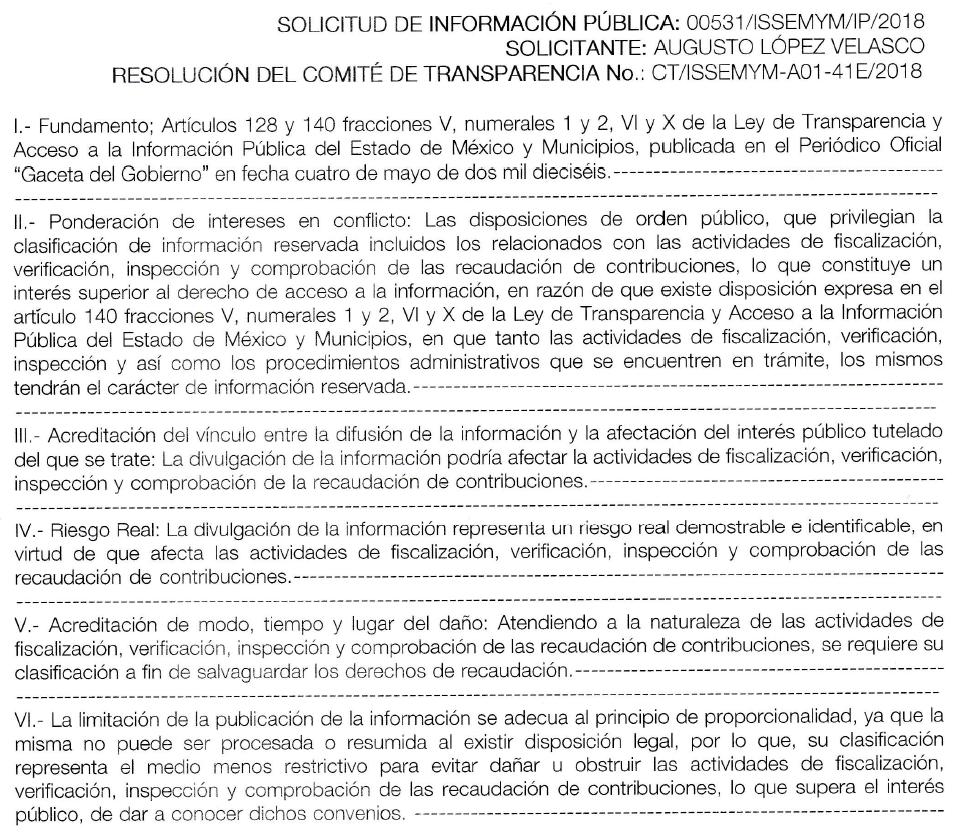 SOLICITUD DE INFORMACIÓN PÚBLICA: 00531/ISSEMYM/IP/2018
SOLICITANTE: AUGUSTO LÓPEZ VELASCO
RESOLUCIÓN DEL COMITÉ DE TRANSPARENCIA No.: CT/ISSEMYM-A01-41E/2018
I.- Fundamento; Artículos 128 y 140 fracciones V, numerales 1 y 2, VI y X de la Ley de Transparencia y
Acceso a la Información Pública del Estado de México y Municipios, publicada en el Periódico Oficial
"Gaceta del Gobierno" en fecha cuatro de mayo de dos mil dieciséis.-----------------------------------------
II.- Ponderación de intereses en conflicto: Las disposiciones de orden público, que privilegian la
clasificación de información reservada incluidos los relacionados con las actividades de fiscalización,
verificación, inspección y comprobación de las recaudación de contribuciones, lo que constituye un
interés superior al derecho de acceso a la información, en razón de que existe disposición expresa en el
artículo 140 fracciones V, numerales 1 y 2, VI y X de la Ley de Transparencia y Acceso a la Información
Pública del Estado de México y Municipios, en que tanto las actividades de fiscalización, verificación,
inspección y así como los procedimientos administrativos que se encuentren en trámite, los mismos
tendrán el carácter de información reservada.-----------------------------------------------------------------
III.- Acreditación del vínculo entre la difusión de la información y la afectación del interés público tutelado
del que se trate: La divulgación de la información podría afectar la actividades de fiscalización, verificación,
inspección y comprobación de la recaudación de contribuciones.--------------------------------------------
IV.- Riesgo Real: La divulgación de la información representa un riesgo real demostrable e identificable, en
virtud de que afecta las actividades de fiscalización, verificación, inspección y comprobación de las
recaudación de contribuciones.---------------------------------------------------------------------------------
V.- Acreditación de modo, tiempo y lugar del daño: Atendiendo a la naturaleza de las actividades de
fiscalización, verificación, inspección y comprobación de las recaudación de contribuciones, se requiere su
clasificación a fin de salvaguardar los derechos de recaudación.----------------------------------------------
VI.- La limitación de la publicación de la información se adecua al principio de proporcionalidad, ya que la
misma no puede ser procesada o resumida al existir disposición legal, por lo que, su clasificación
representa el medio menos restrictivo para evitar dañar u obstruir las actividades de fiscalización,
verificación, inspección y comprobación de las recaudación de contribuciones, lo que supera el interés
público, de dar a conocer dichos convenios. -----------------------------------------------------------------